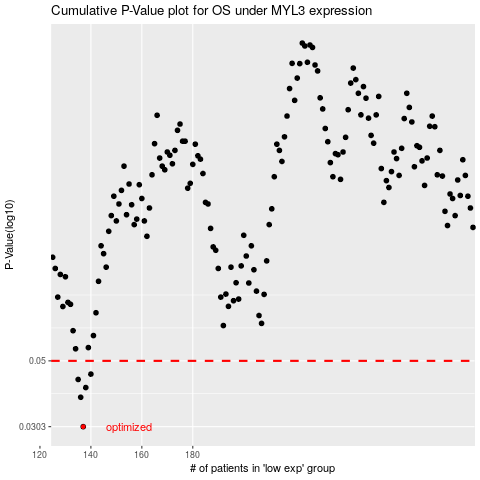 Cumulative P-Value plot for OS under MYL3 expression
P-Value(log10)
0.05
0.0303
optimized
120 140 160 180
# of patients in 'low exp' group